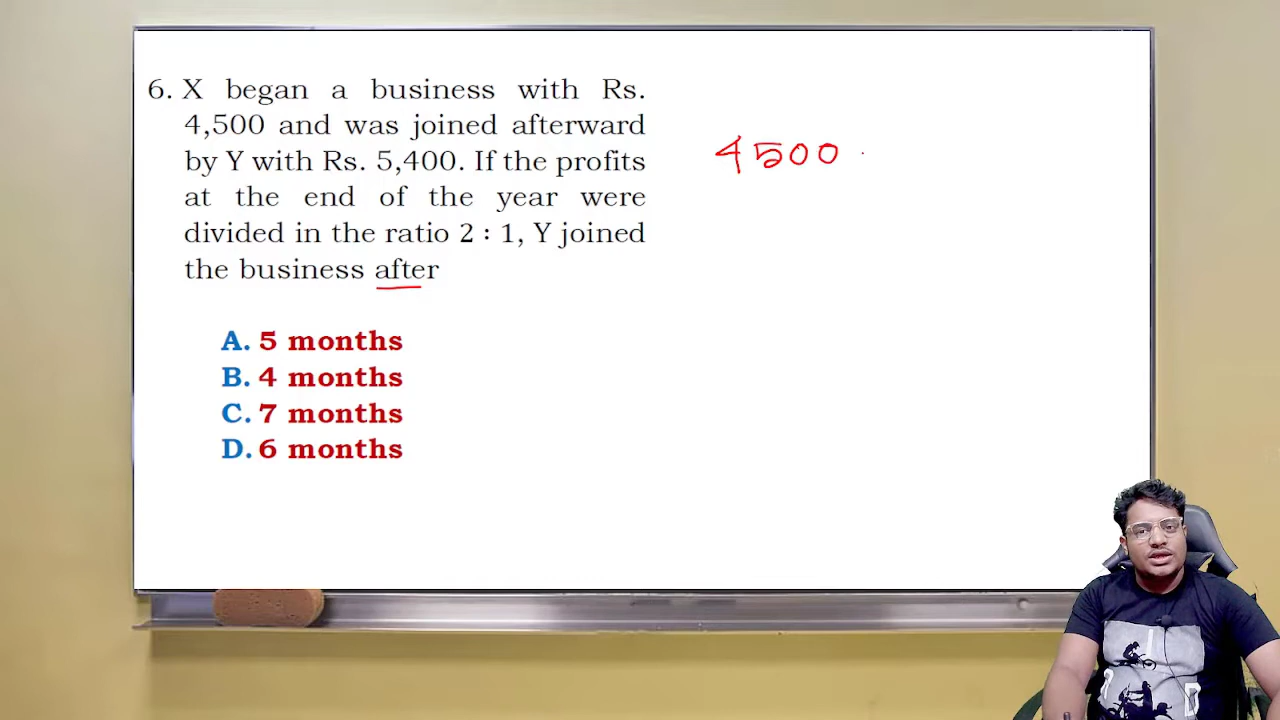 6. X began a business with Rs.
4,500 and was joined afterward
by Y with Rs. 5,400. If the profits
at the end of the year were
divided in the ratio 2 : 1, Y joined
the business after
A. 5 months
B. 4 months
C. 7 months
D. 6 months
4500